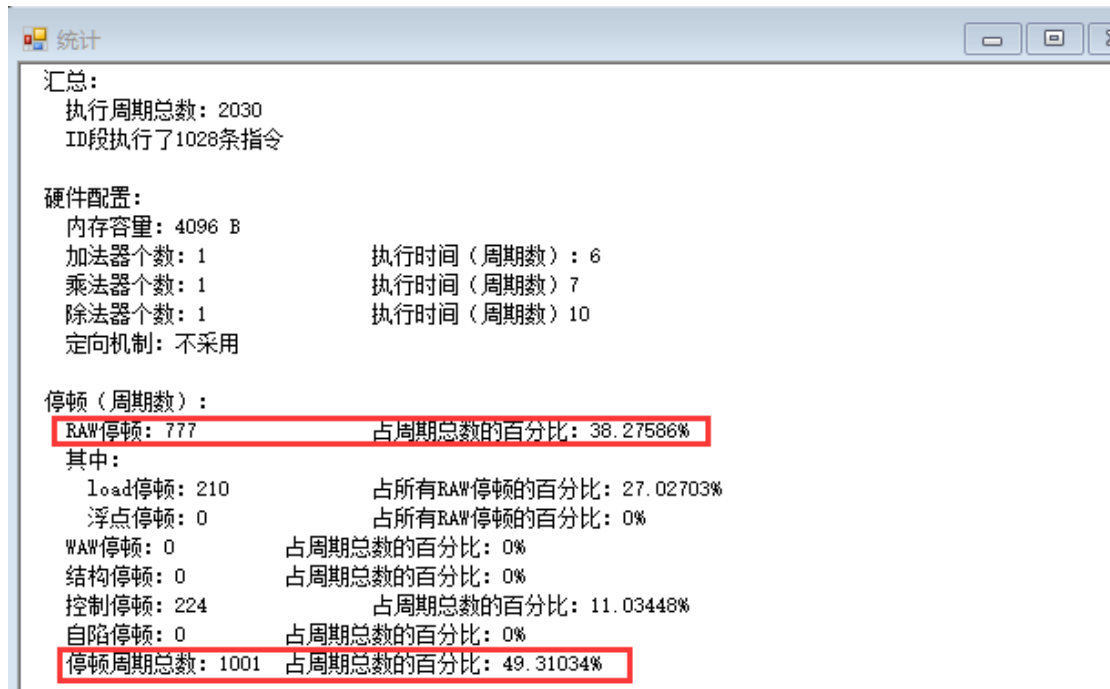 统计
汇总:
执行周期总数: 2030
ID段执行了1028条指令
硬件配置:
内存容量: 4096 B
加法器个数: 1 执行时间（周期数）: 6
乘法器个数: 1 执行时间（周期数）7
除法器个数: 1 执行时间（周期数）10
定向机制: 不采用
停顿（周期数）:
RAW停顿: 777 占周期总数的百分比: 38.27586%
其中:
load停顿: 210 占所有RAW停顿的百分比: 27.02703%
浮点停顿: 0 占所有RAW停顿的百分比: 0%
WAW停顿: 0 占周期总数的百分比: 0%
结构停顿: 0 占周期总数的百分比: 0%
控制停顿: 224 占周期总数的百分比: 11.03448%
自陷停顿: 0 占周期总数的百分比: 0%
停顿周期总数: 1001 占周期总数的百分比: 49.31034%